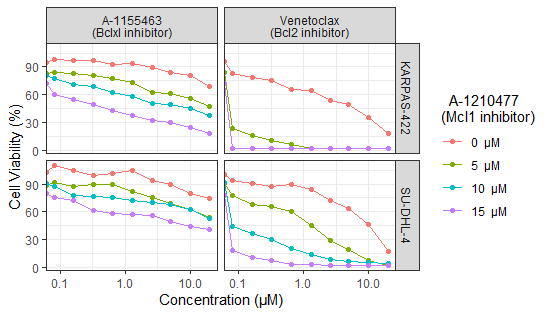 A-1155463
(Bclxl inhibitor)
Venetoclax
(Bcl2 inhibitor)
Cell Viability (%)
90
60
30
0
90
60
30
0
KARPAS-422
SU-DHL-4
0.1
1.0
10.0
0.1
1.0
10.0
Concentration (µM)
A-1210477
(Mcl1 inhibitor)
0 µM
5 µM
10 µM
15 µM